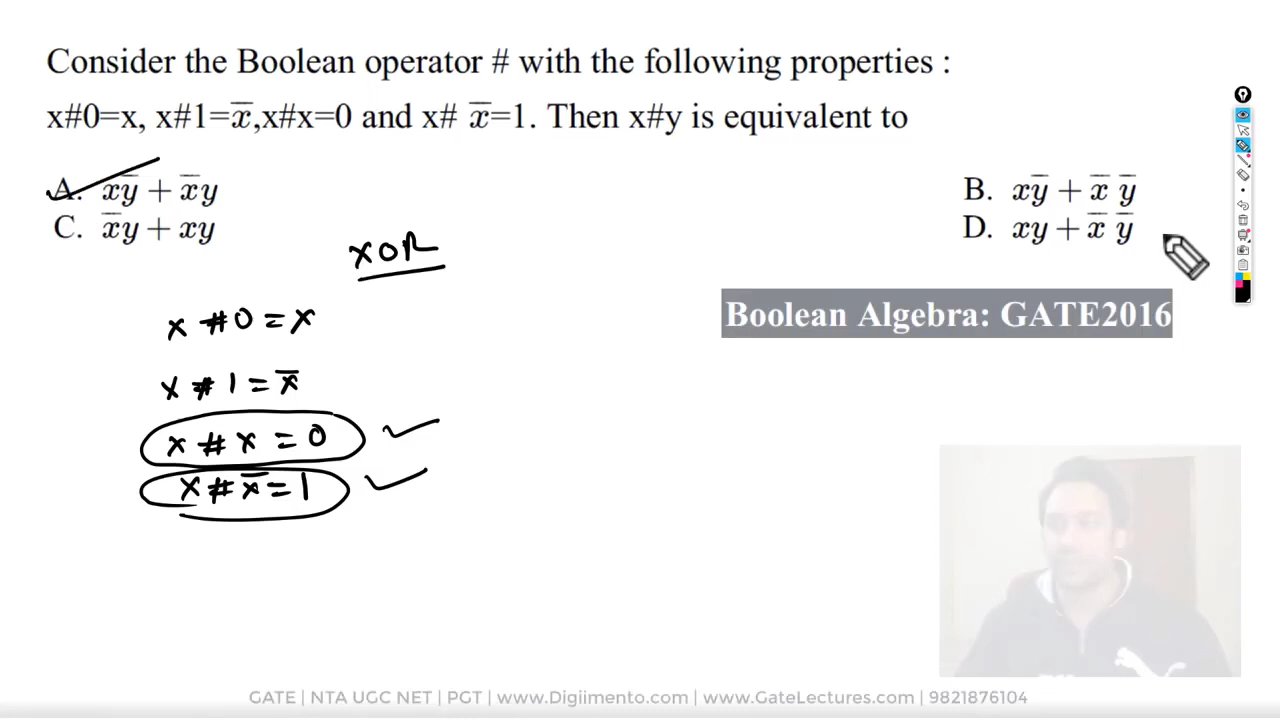 Consider the Boolean operator # with the following properties :
x#0=x, x#1=x̅,x#x=0 and x# x̅=1. Then x#y is equivalent to
A. xy̅ + x̅y
B. xy̅ + x̅ y̅
C. x̅y + xy
D. xy + x̅ y̅
XOR
x # 0 = x
Boolean Algebra: GATE2016
x # 1 = x̅
x # x = 0
x # x̅ = 1
GATE | NTA UGC NET | PGT | www.Digiimento.com | www.GateLectures.com | 9821876104